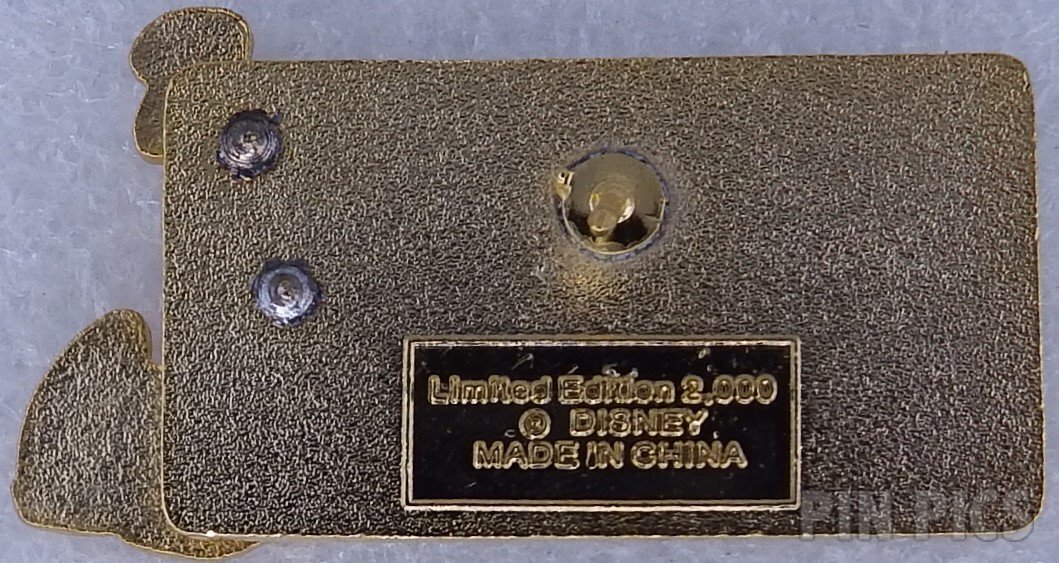 Limited Edition 2,000
© DISNEY
MADE IN CHINA
PIN PICS